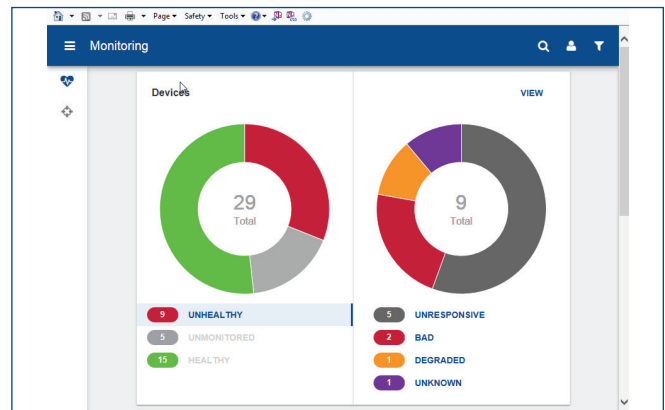 Page Safety Tools
Monitoring
Devices
VIEW
29
Total
9
Total
9 UNHEALTHY
5 UNMONITORED
15 HEALTHY
5 UNRESPONSIVE
2 BAD
1 DEGRADED
1 UNKNOWN